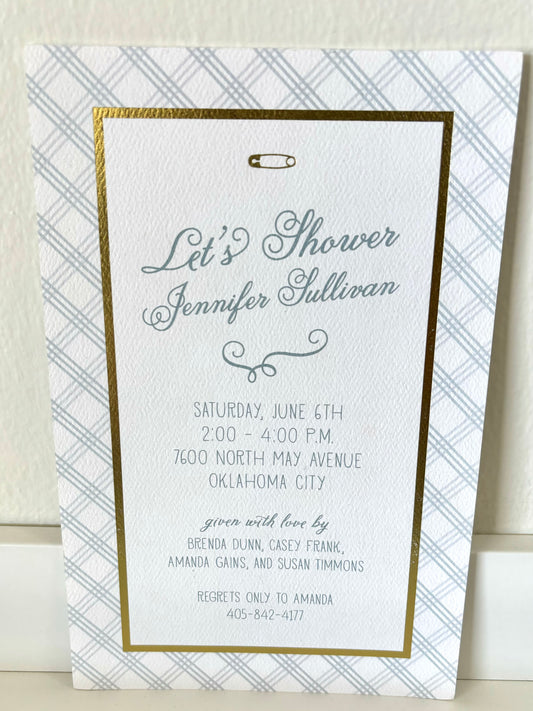 Let's Shower
Jennifer Sullivan
SATURDAY, JUNE 6TH
2:00 - 4:00 P.M.
7600 NORTH MAY AVENUE
OKLAHOMA CITY
given with love by
BRENDA DUNN, CASEY FRANK,
AMANDA GAINS, AND SUSAN TIMMONS
REGRETS ONLY TO AMANDA
405-842-4177